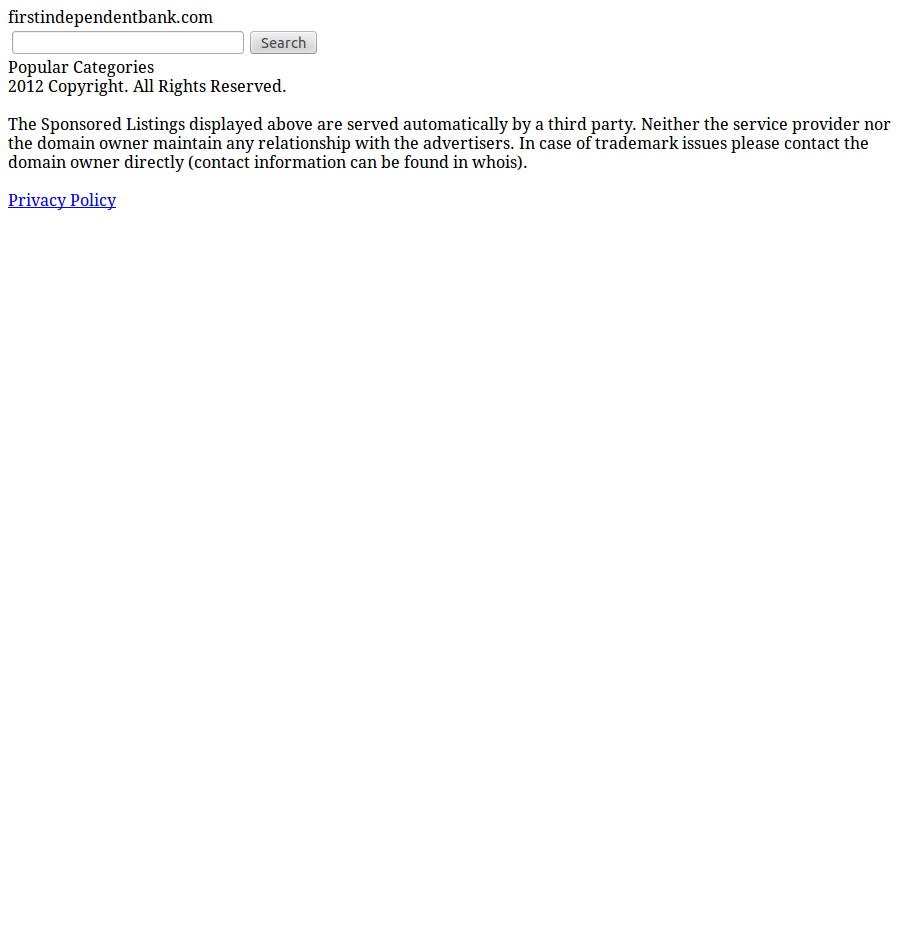 firstindependentbank.com
Search
Popular Categories
2012 Copyright. All Rights Reserved.
The Sponsored Listings displayed above are served automatically by a third party. Neither the service provider nor
the domain owner maintain any relationship with the advertisers. In case of trademark issues please contact the
domain owner directly (contact information can be found in whois).
Privacy Policy